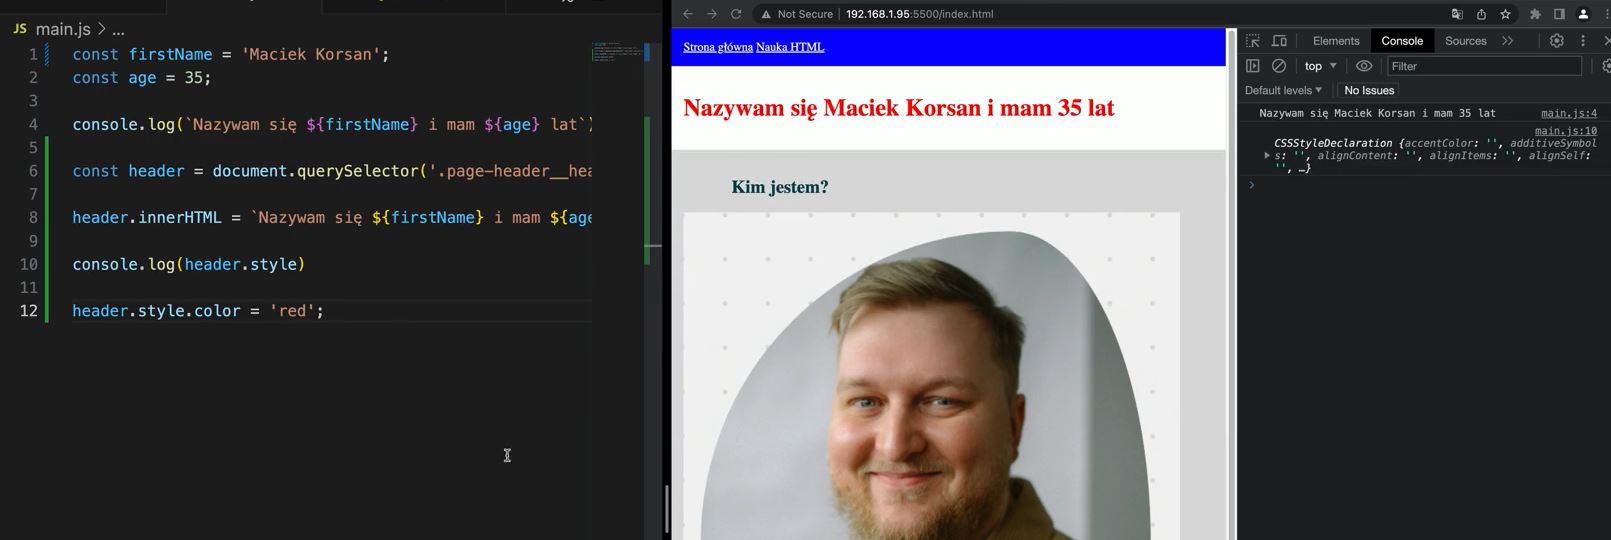 JS main.js > ...
1 const firstName = 'Maciek Korsan';
2 const age = 35;
3
4 console.log(`Nazywam się ${firstName} i mam ${age} lat`)
5
6 const header = document.querySelector('.page-header__hea
7
8 header.innerHTML = `Nazywam się ${firstName} i mam ${age
9
10 console.log(header.style)
11
12 header.style.color = 'red';
Not Secure | 192.168.1.95:5500/index.html
Strona główna Nauka HTML
Nazywam się Maciek Korsan i mam 35 lat
Kim jestem?
Elements Console Sources >>
top Filter
Default levels No Issues
Nazywam się Maciek Korsan i mam 35 lat main.js:4
main.js:10
CSSStyleDeclaration {accentColor: '', additiveSymbol
s: '', alignContent: '', alignItems: '', alignSelf:
'', …}
>